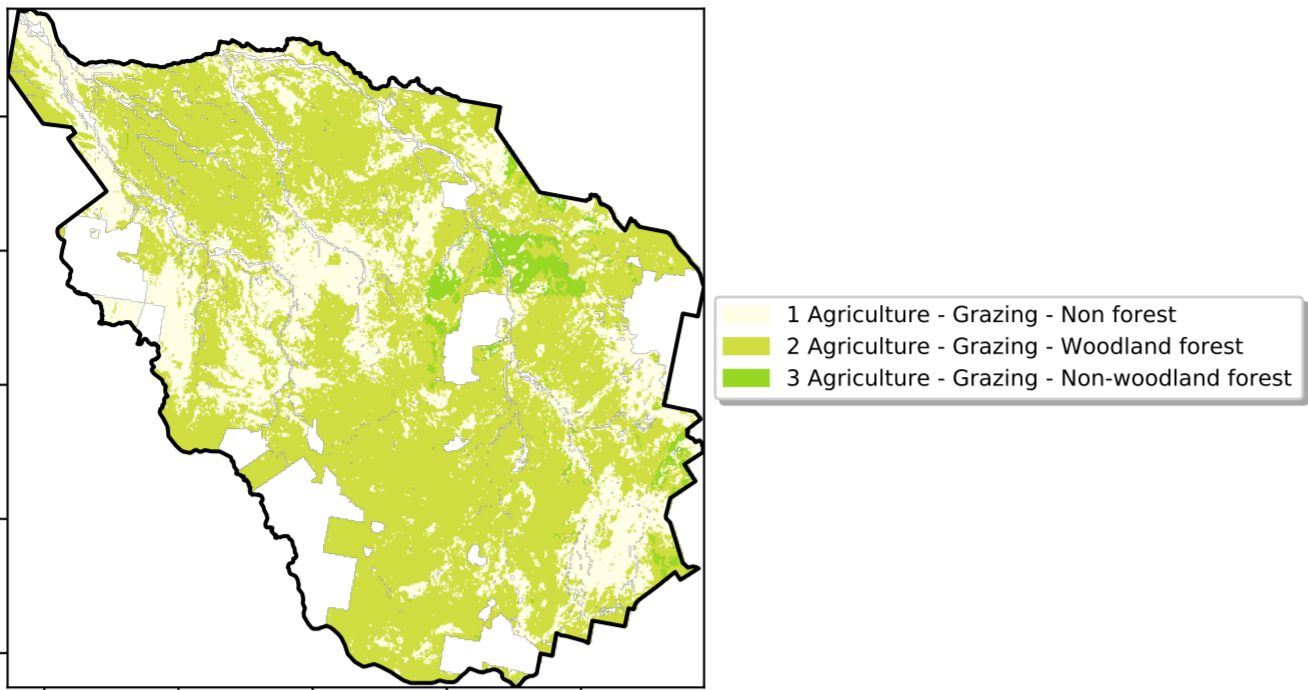 1 Agriculture - Grazing - Non forest
2 Agriculture - Grazing - Woodland forest
3 Agriculture - Grazing - Non-woodland forest